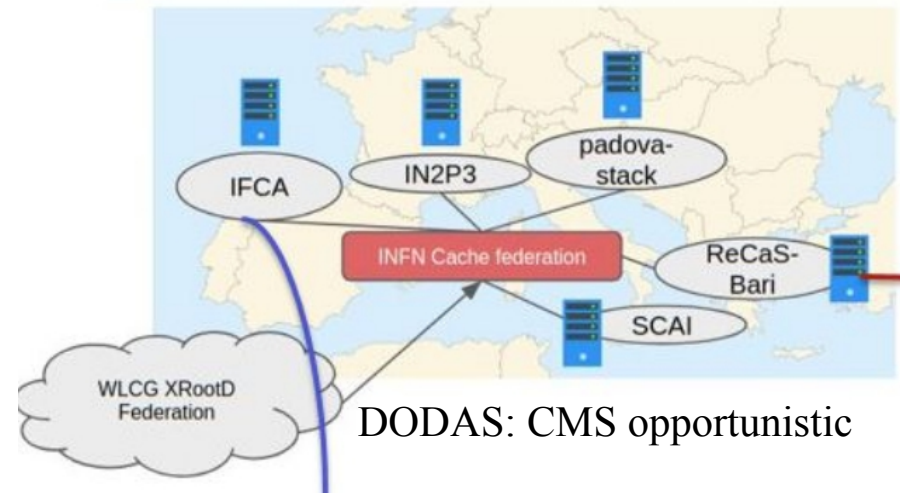 padova-
stack
IFCA
IN2P3
INFN Cache federation
ReCaS-
Bari
SCAI
WLCG XRootD
Federation
DODAS: CMS opportunistic